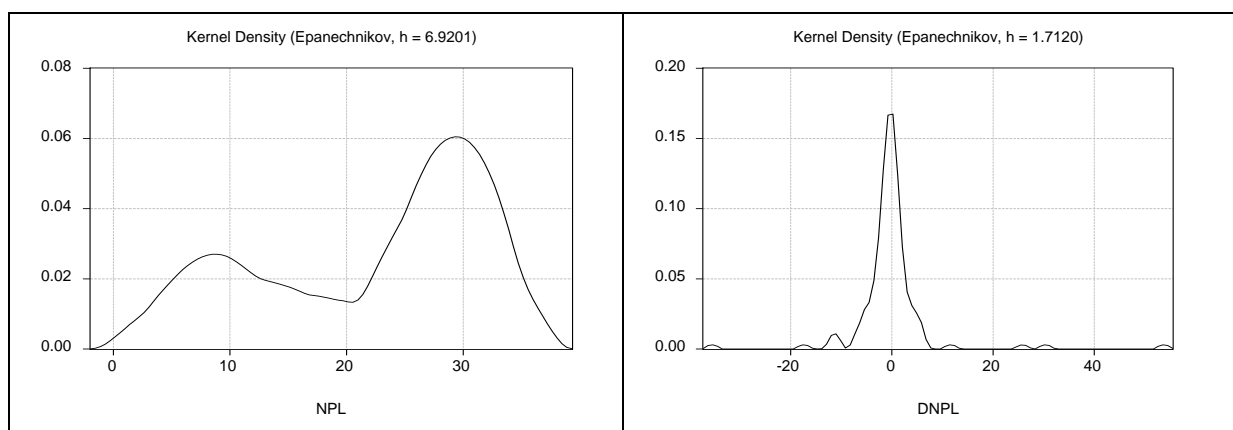 Kernel Density (Epanechnikov, h = 6.9201)
0.08
0.06
0.04
0.02
0.00
0 10 20 30
NPL
Kernel Density (Epanechnikov, h = 1.7120)
0.20
0.15
0.10
0.05
0.00
-20 0 20 40
DNPL